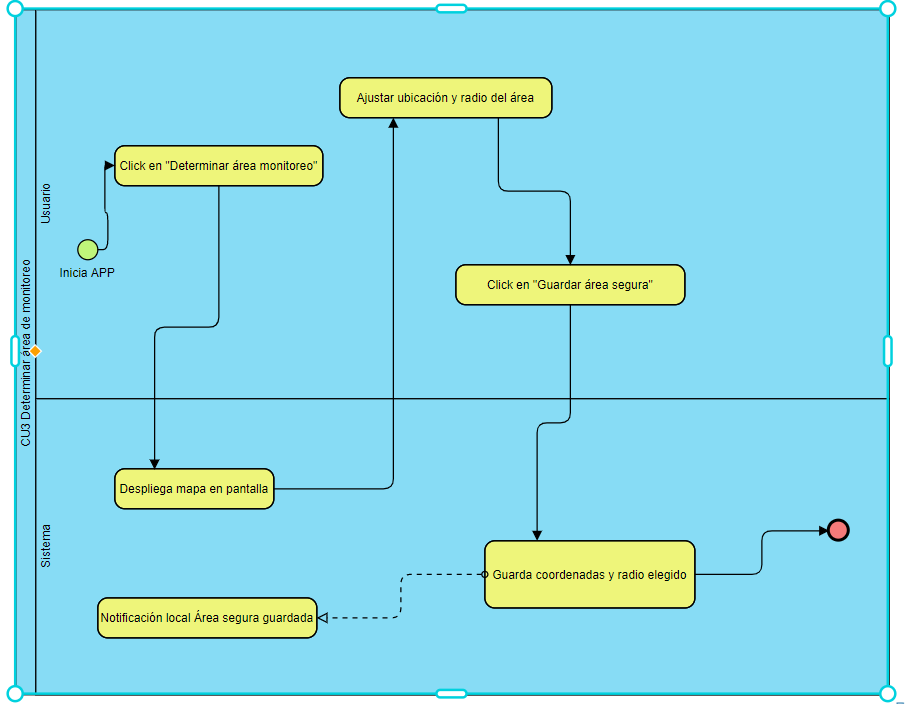 CU3 Determinar área de monitoreo
Usuario
Ajustar ubicación y radio del área
Click en "Determinar área monitoreo"
Inicia APP
Click en "Guardar área segura"
Sistema
Despliega mapa en pantalla
Guarda coordenadas y radio elegido
Notificación local Área segura guardada